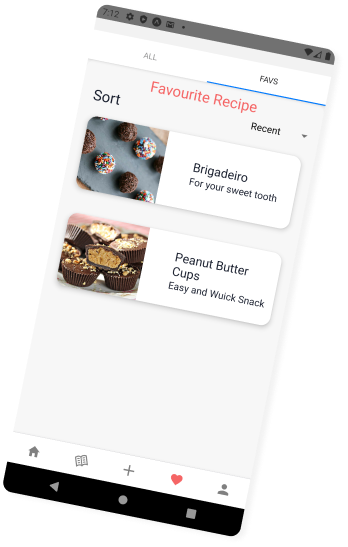 7:12
ALL
FAVS
Favourite Recipe
Sort
Recent
Brigadeiro
For your sweet tooth
Peanut Butter
Cups
Easy and Wuick Snack